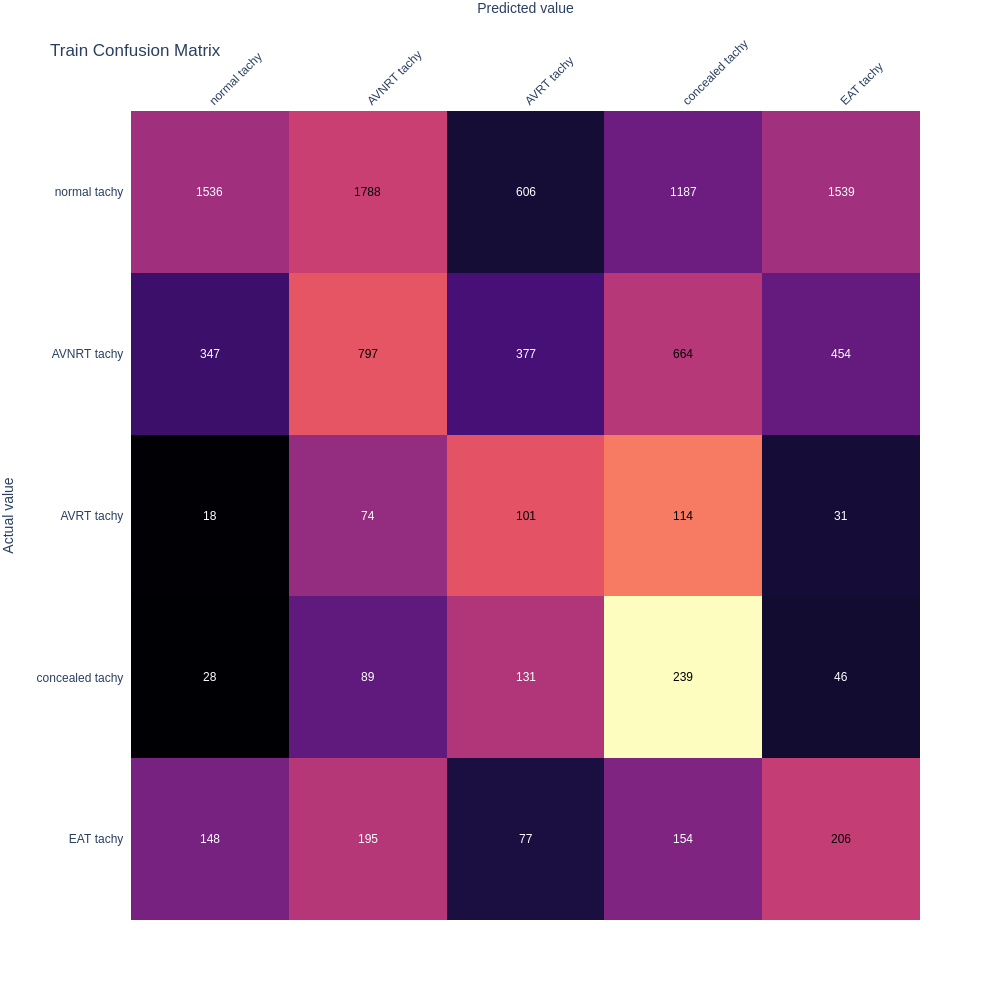 Predicted value
Train Confusion Matrix
normal tachy AVNRT tachy AVRT tachy concealed tachy EAT tachy
normal tachy 1536 1788 606 1187 1539
AVNRT tachy 347 797 377 664 454
Actual value
AVRT tachy 18 74 101 114 31
concealed tachy 28 89 131 239 46
EAT tachy 148 195 77 154 206